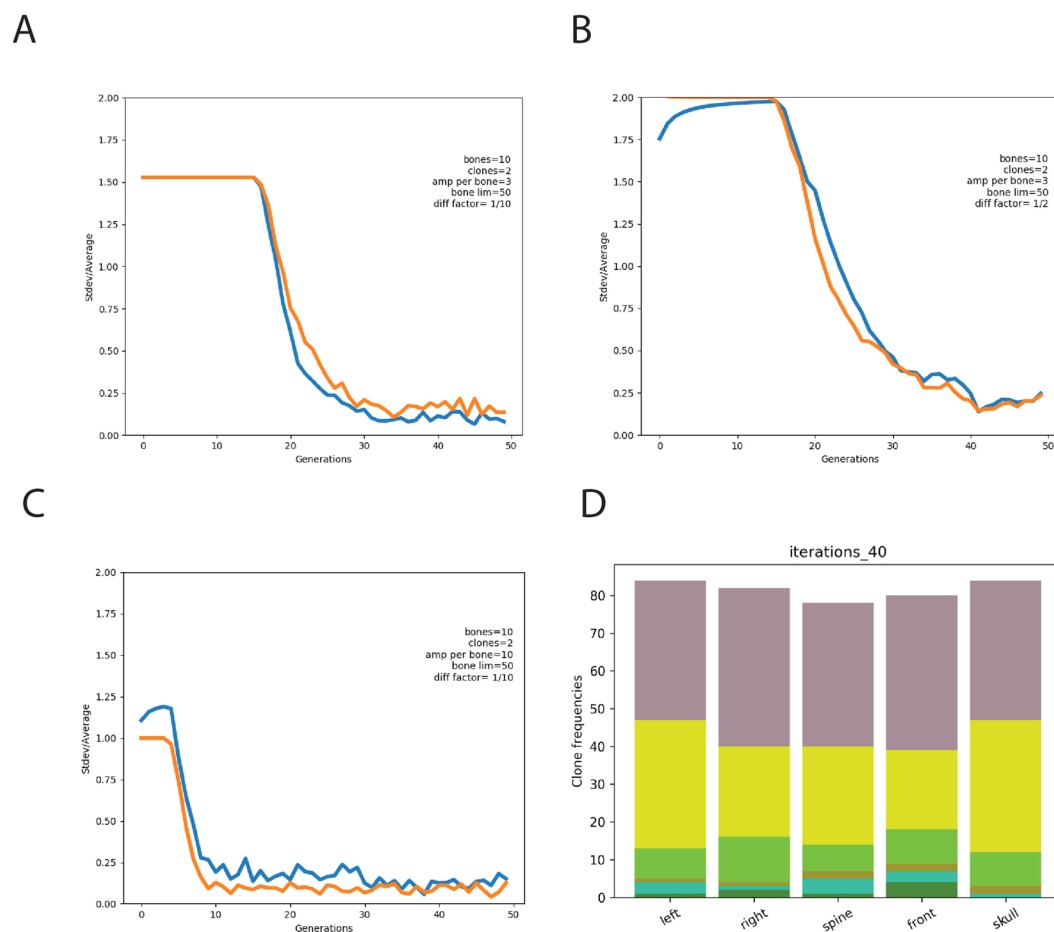 A
2.00
1.75
1.50
1.25
1.00
0.75
0.50
0.25
0.00
Stdev/Average
bones=10
clones=2
amp per bone=3
bone lim=50
diff factor= 1/10
0 10 20 30 40 50
Generations
B
2.00
1.75
1.50
1.25
1.00
0.75
0.50
0.25
0.00
Stdev/Average
bones=10
clones=2
amp per bone=3
bone lim=50
diff factor= 1/2
0 10 20 30 40 50
Generations
C
2.00
1.75
1.50
1.25
1.00
0.75
0.50
0.25
0.00
Stdev/Average
bones=10
clones=2
amp per bone=10
bone lim=50
diff factor= 1/10
0 10 20 30 40 50
Generations
D
iterations_40
80
70
60
50
40
30
20
10
0
Clone frequencies
left right spine front skull